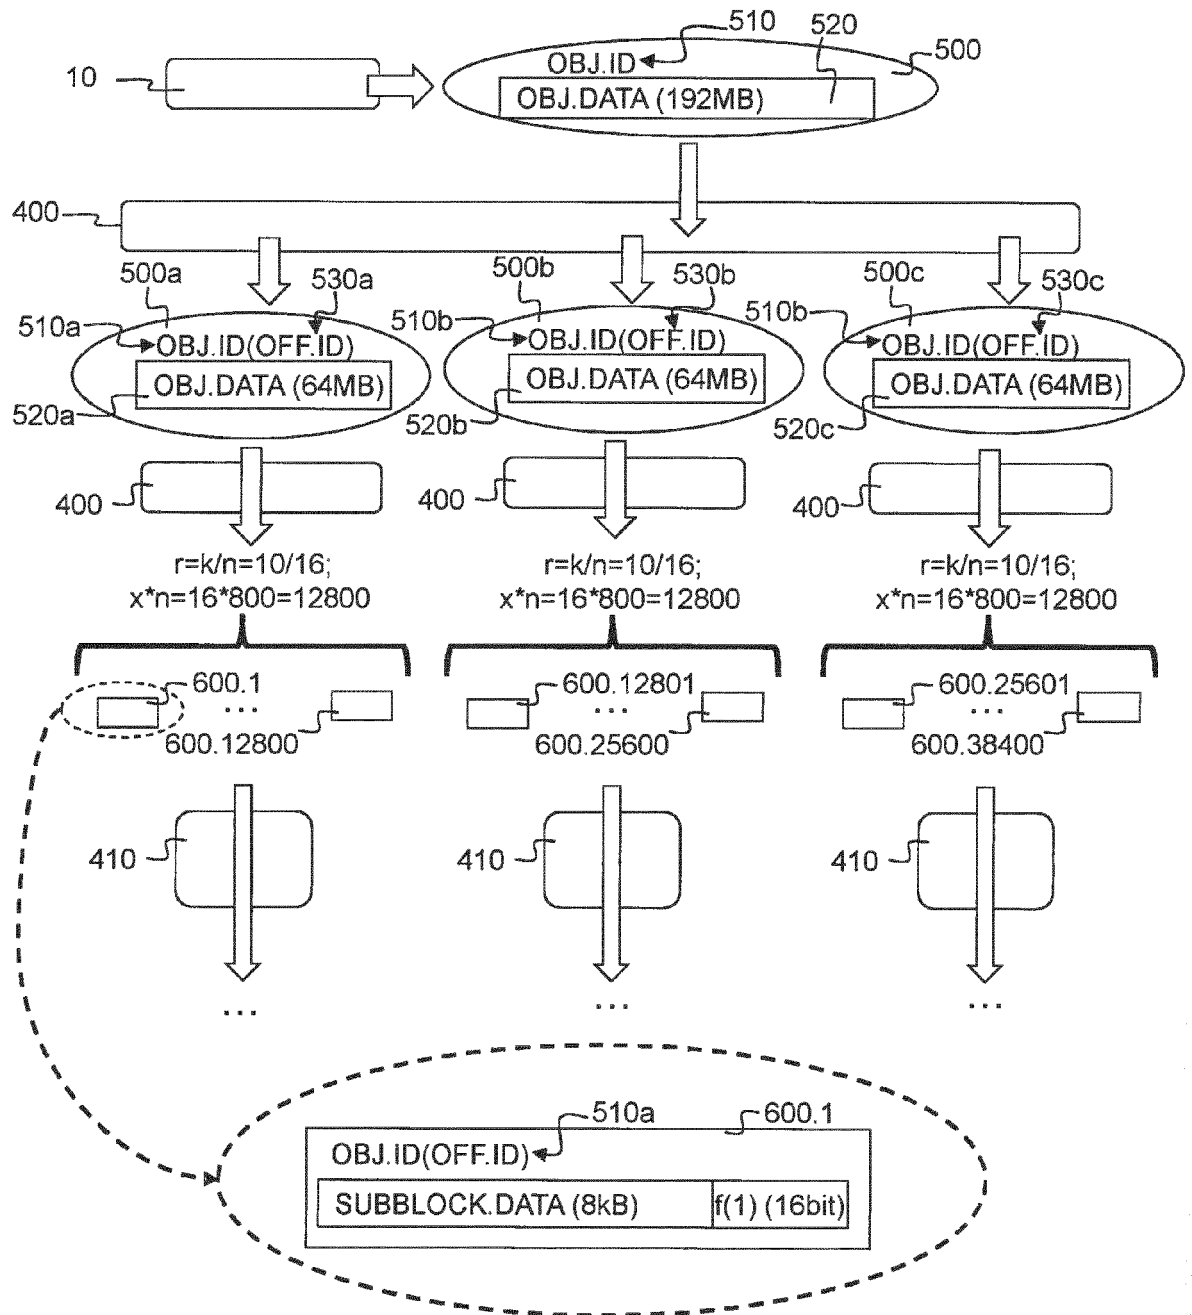 510
520
500
10
OBJ.ID
OBJ.DATA (192MB)
400
500a
530a
500b
530b
500c
530c
510a
OBJ.ID(OFF.ID)
510b
OBJ.ID(OFF.ID)
510b
OBJ.ID(OFF.ID)
OBJ.DATA (64MB)
OBJ.DATA (64MB)
OBJ.DATA (64MB)
520a
520b
520c
400
400
400
r=k/n=10/16;
x*n=16*800=12800
r=k/n=10/16;
x*n=16*800=12800
r=k/n=10/16;
x*n=16*800=12800
600.1
...
600.12800
600.12801
...
600.25600
600.25601
...
600.38400
410
410
410
...
...
...
510a
600.1
OBJ.ID(OFF.ID)
SUBBLOCK.DATA (8kB)
f(1) (16bit)